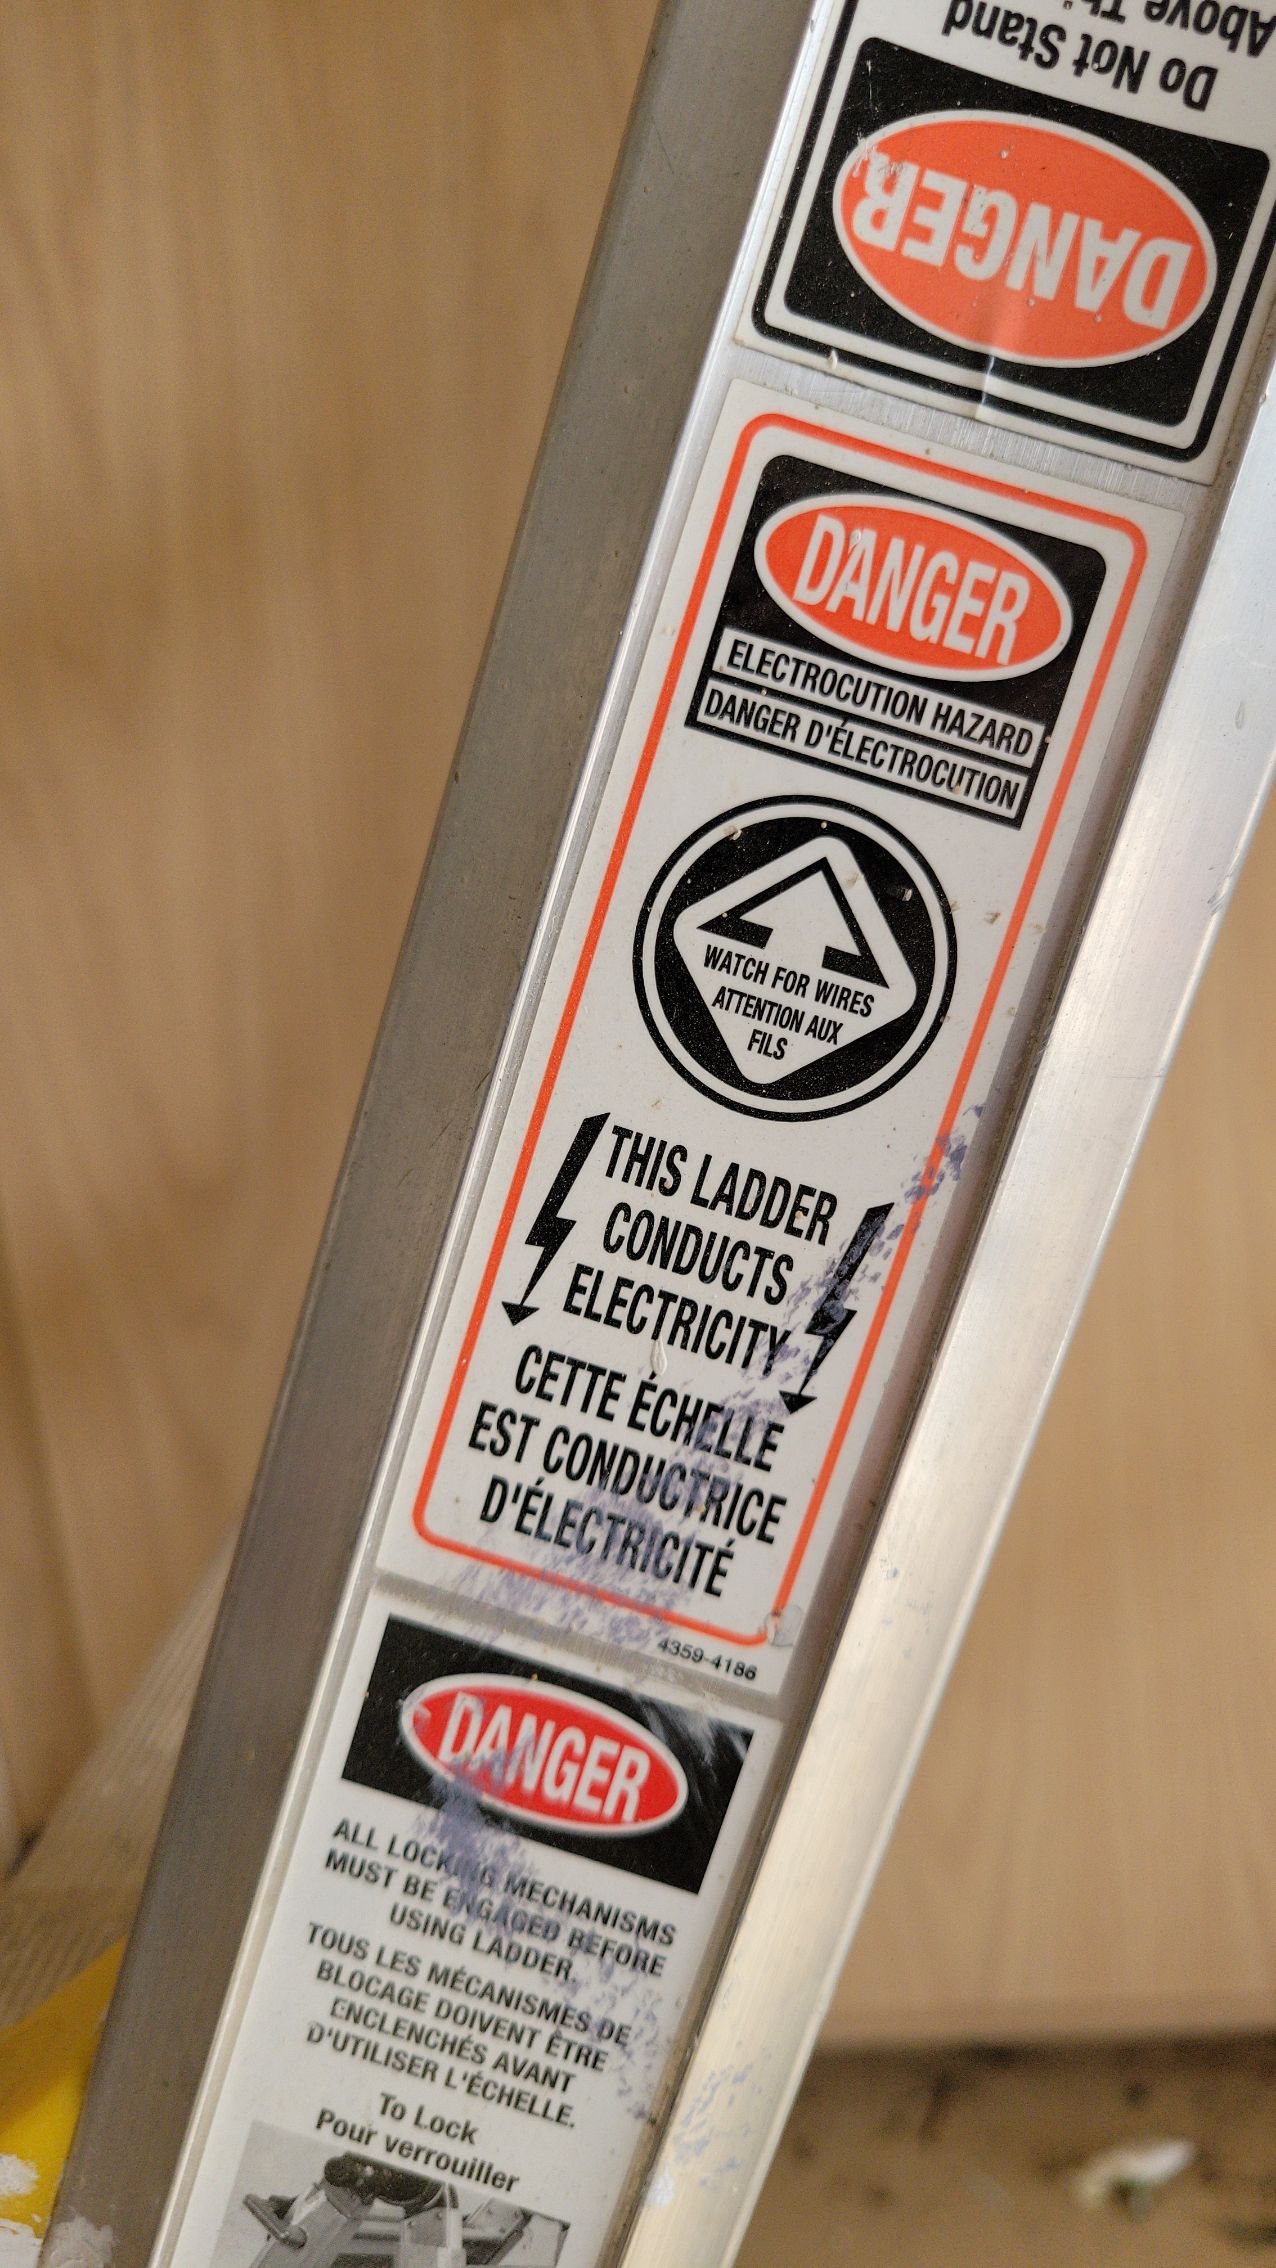 Do Not Stand
Above
DANGER
DANGER
ELECTROCUTION HAZARD
DANGER D'ÉLECTROCUTION
WATCH FOR WIRES
ATTENTION AUX
FILS
THIS LADDER
CONDUCTS
ELECTRICITY
CETTE ÉCHELLE
EST CONDUCTRICE
D'ÉLECTRICITÉ
4359-4186
DANGER
ALL LOCKING MECHANISMS
MUST BE ENGAGED BEFORE
USING LADDER.
TOUS LES MÉCANISMES DE
BLOCAGE DOIVENT ÊTRE
ENCLENCHÉS AVANT
D'UTILISER L'ÉCHELLE.
To Lock
Pour verrouiller